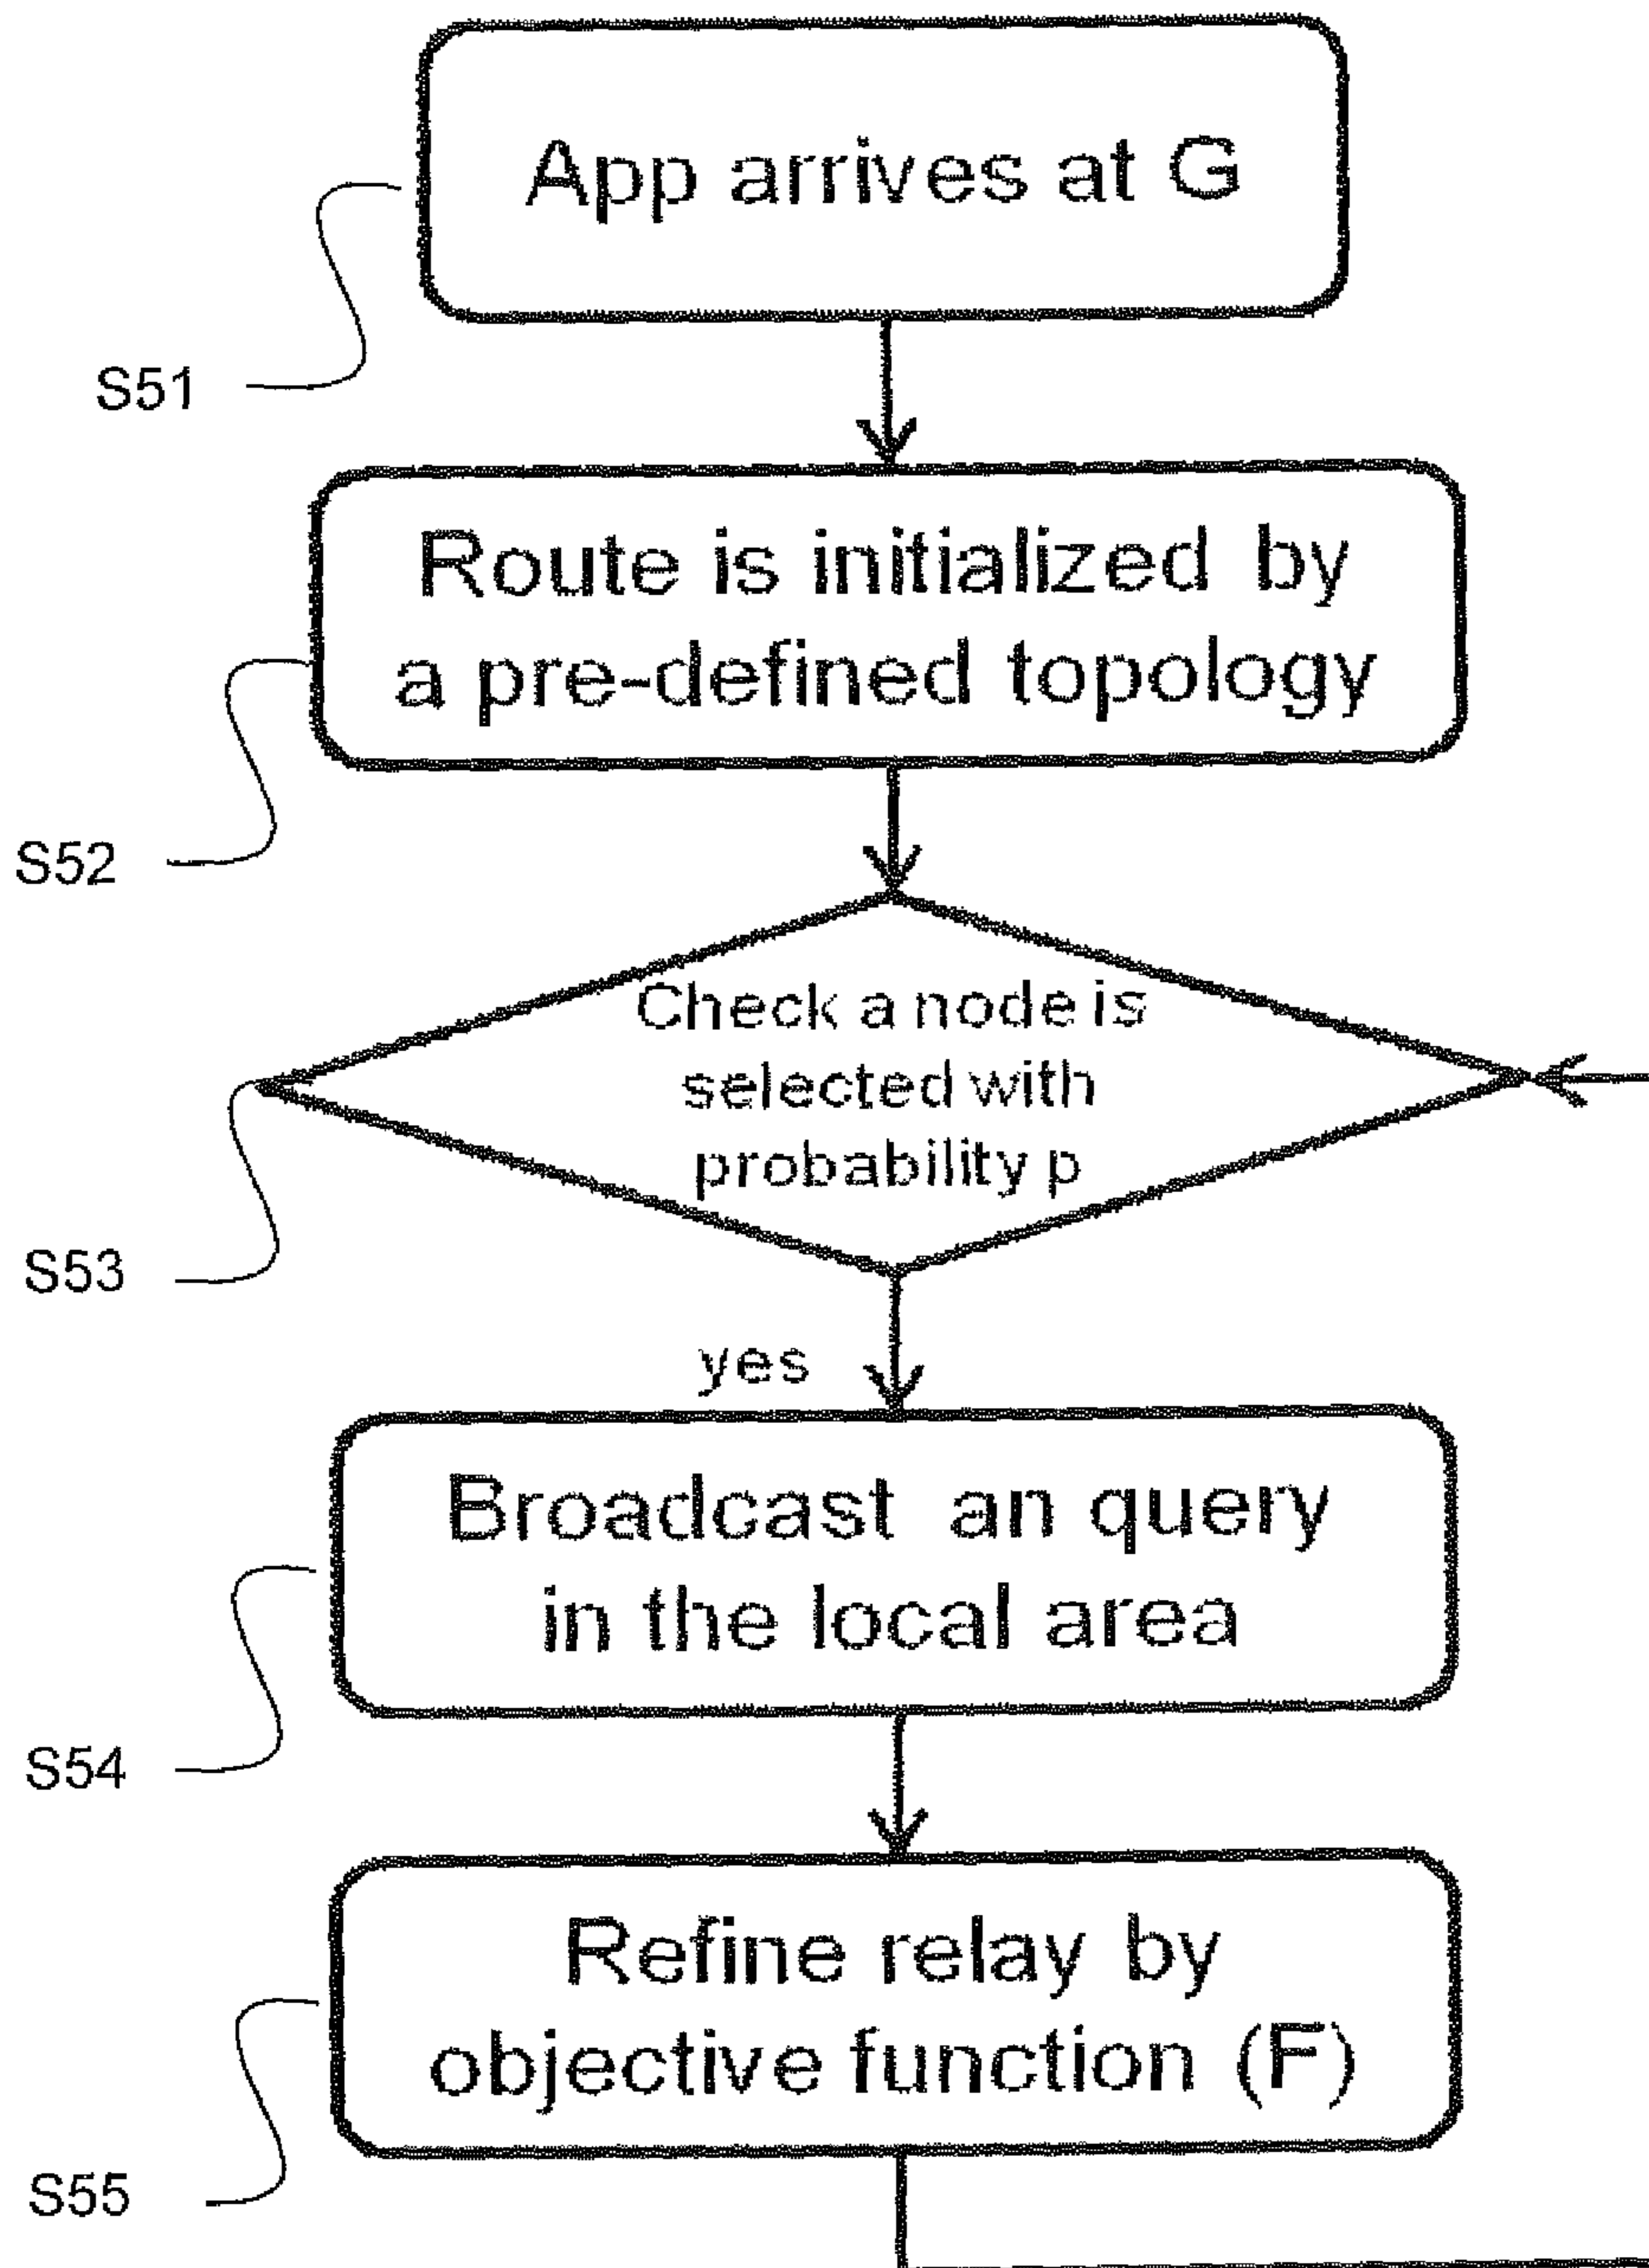 App arrives at G
S51
Route is initialized by
a pre-defined topology
S52
Check a node is
selected with
probability p
S53
yes
Broadcast an query
in the local area
S54
Refine relay by
objective function (F)
S55